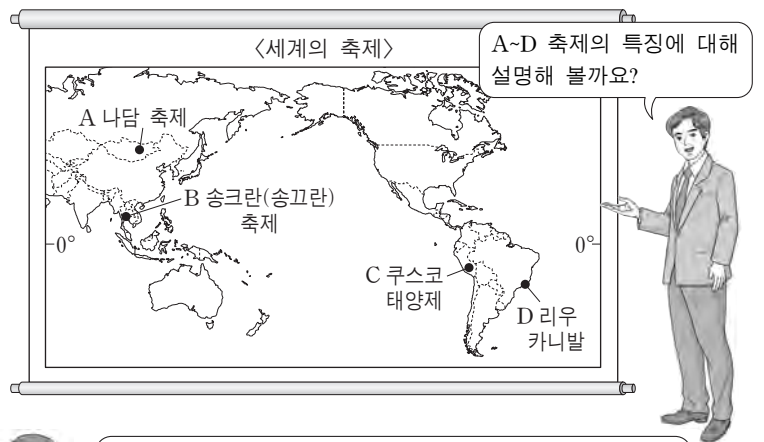 〈세계의 축제〉
A~D 축제의 특징에 대해
설명해 볼까요?
A 나담 축제
B 송크란(송끄란)
축제
0°
0°
C 쿠스코
태양제
D 리우
카니발